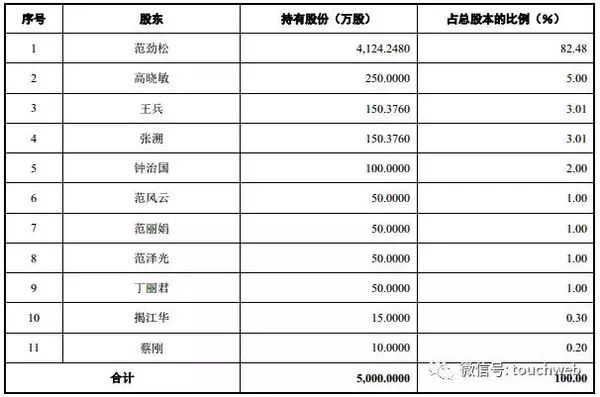 序号 股东 持有股份（万股） 占总股本的比例（%）
1 范劲松 4,124.2480 82.48
2 高晓敏 250.0000 5.00
3 王兵 150.3760 3.01
4 张溯 150.3760 3.01
5 钟治国 100.0000 2.00
6 范风云 50.0000 1.00
7 范丽娟 50.0000 1.00
8 范泽光 50.0000 1.00
9 丁丽君 50.0000 1.00
10 揭江华 15.0000 0.30
11 蔡刚 10.0000 0.20
合计 5,000.0000 100.00
微信号: touchweb